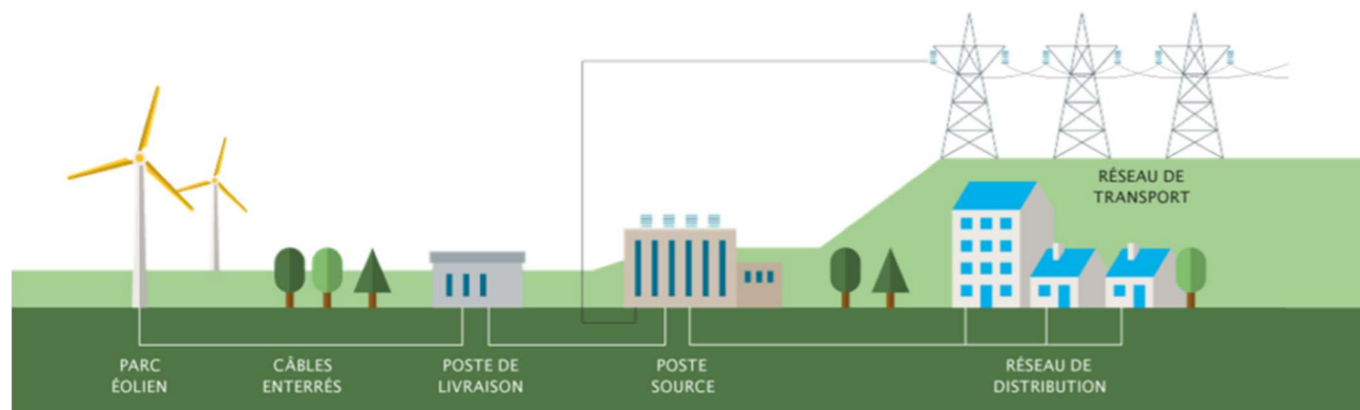 RÉSEAU DE
TRANSPORT
PARC
ÉOLIEN
CÂBLES
ENTERRÉS
POSTE DE
LIVRAISON
POSTE
SOURCE
RÉSEAU DE
DISTRIBUTION